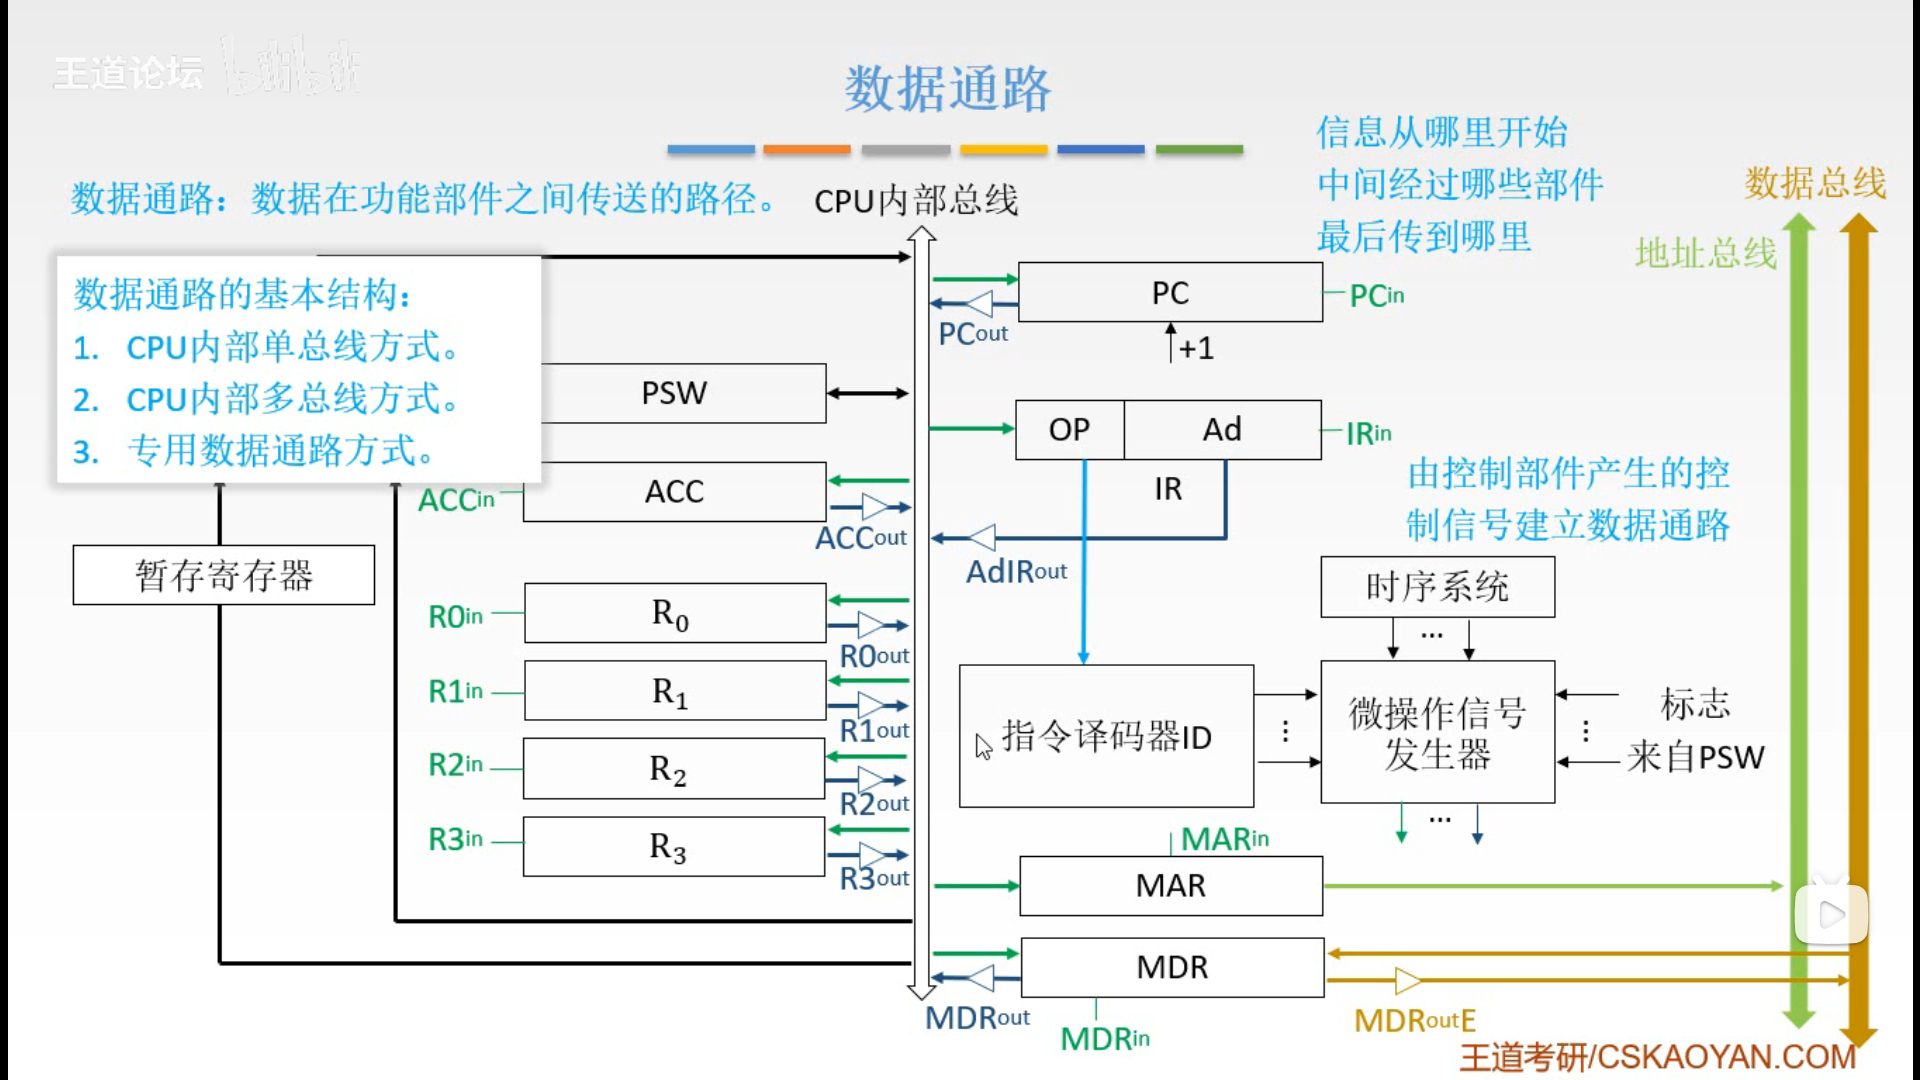 王道论坛 bilibili
数据通路
信息从哪里开始
中间经过哪些部件
最后传到哪里
数据总线
地址总线
数据通路：数据在功能部件之间传送的路径。
CPU内部总线
数据通路的基本结构：
1. CPU内部单总线方式。
2. CPU内部多总线方式。
3. 专用数据通路方式。
PC
PCin
PCout
+1
PSW
OP
Ad
IRin
IR
ACC
ACCin
ACCout
AdIRout
由控制部件产生的控
制信号建立数据通路
暂存寄存器
时序系统
...
R0in
R0
R0out
R1in
R1
R1out
R2in
R2
R2out
R3in
R3
R3out
指令译码器ID
...
微操作信号
发生器
...
标志
来自PSW
...
MARin
MAR
MDR
MDRout
MDRin
MDRoutE
王道考研/CSKAOYAN.COM